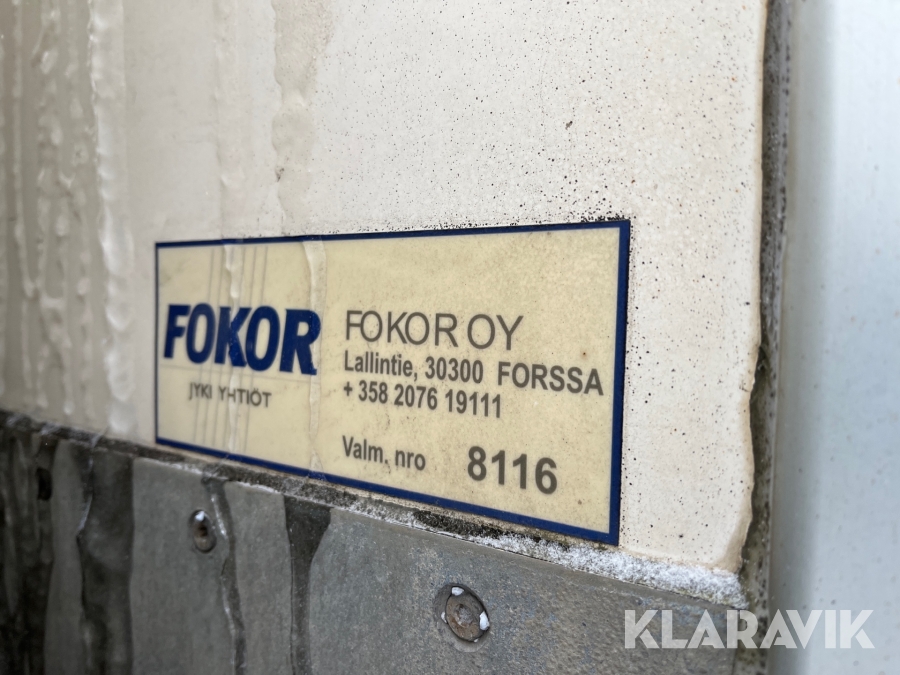 FOKOR
JYKI YHTIÖT
FOKOR OY
Lallintie, 30300 FORSSA
+ 358 2076 19111
Valm. nro 8116
KLARAVIK